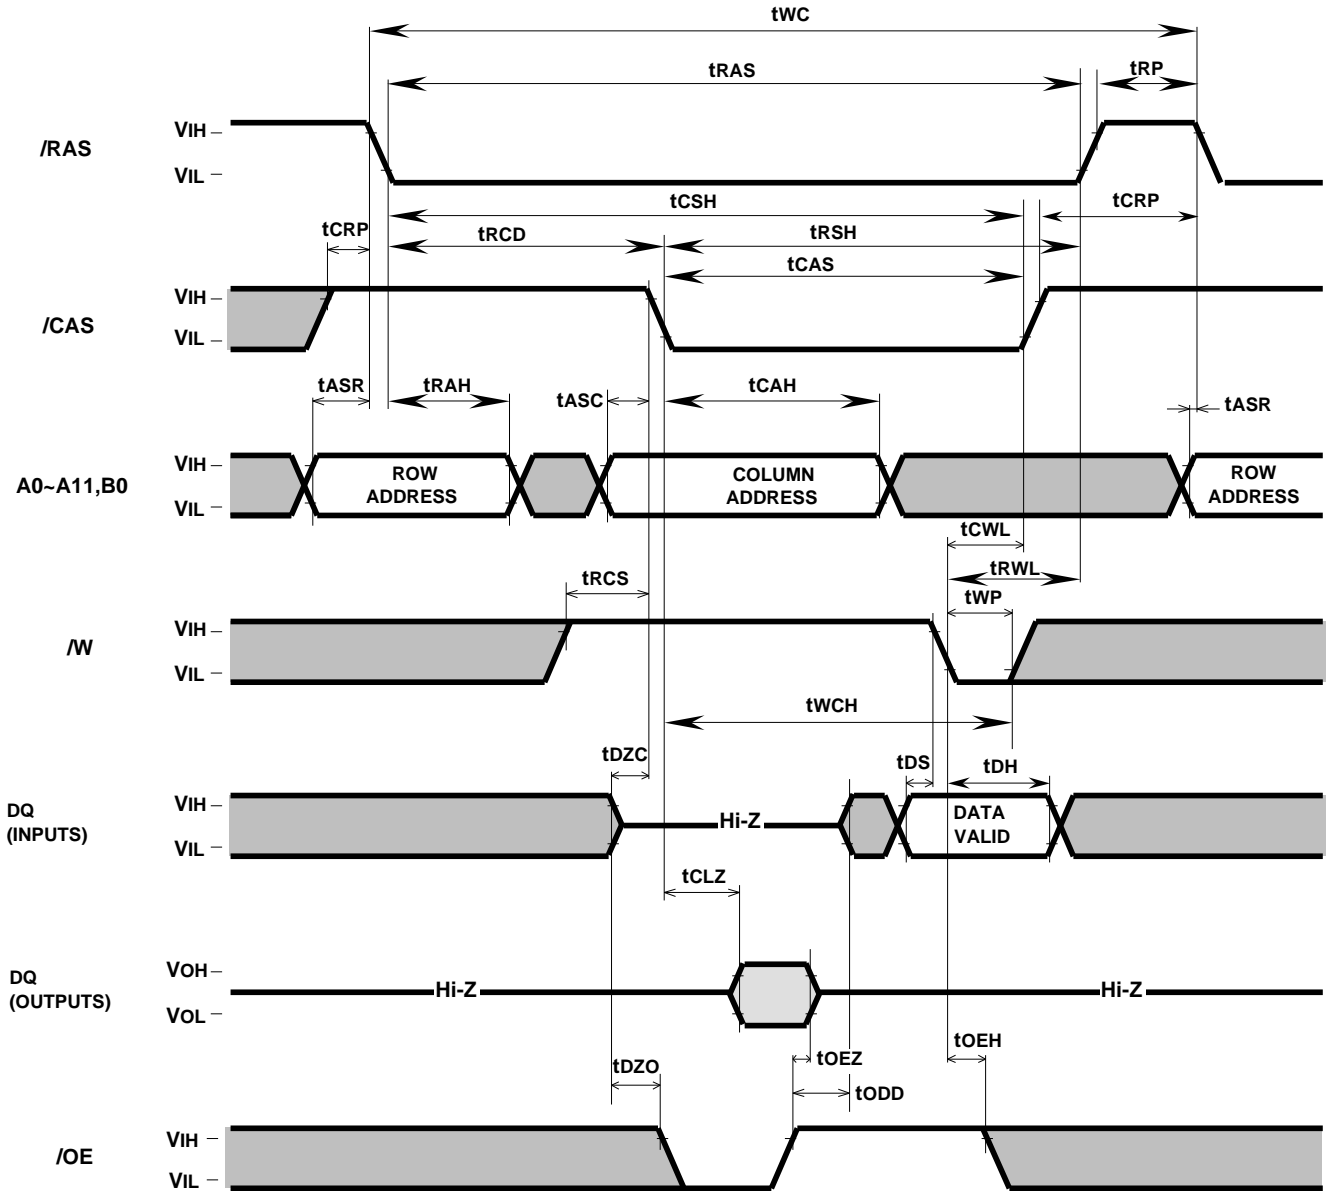 tWC
tRAS
tRP
/RAS
VIH
VIL
tCSH
tCRP
tCRP
tRCD
tRSH
tCAS
/CAS
VIH
VIL
tASR
tRAH
tASC
tCAH
tASR
A0~A11,B0
VIH
VIL
ROW
ADDRESS
COLUMN
ADDRESS
ROW
ADDRESS
tCWL
tRWL
tRCS
tWP
/W
VIH
VIL
tWCH
tDZC
tDS
tDH
DQ
(INPUTS)
VIH
VIL
Hi-Z
DATA
VALID
tCLZ
DQ
(OUTPUTS)
VOH
VOL
Hi-Z
Hi-Z
tOEZ
tOEH
tDZO
tODD
/OE
VIH
VIL